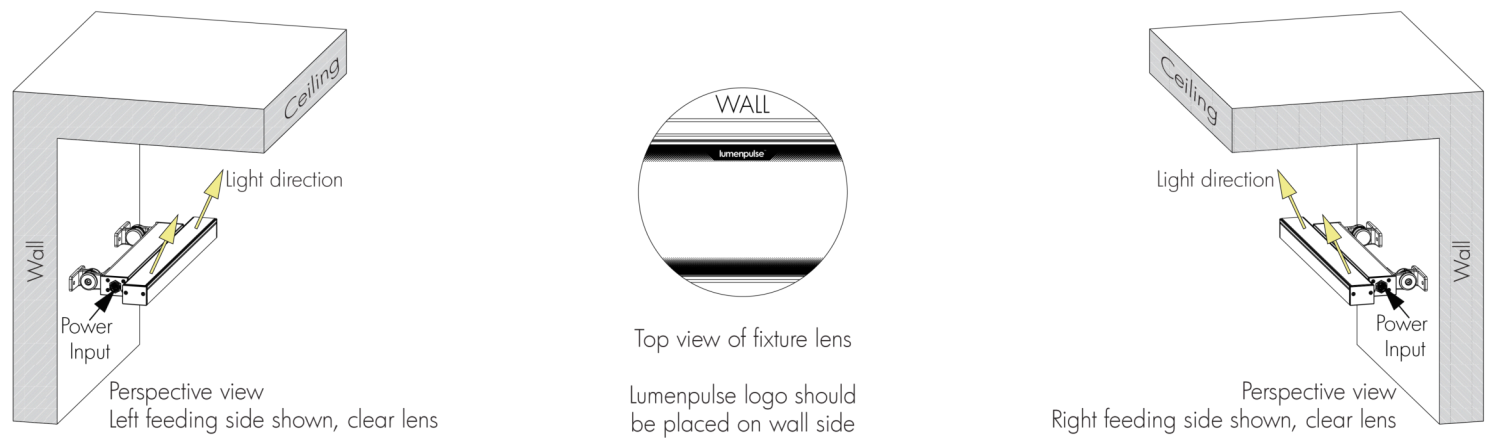 Ceiling
Light direction
Wall
Power
Input
Perspective view
Left feeding side shown, clear lens
WALL
lumenpulse
Top view of fixture lens
Lumenpulse logo should
be placed on wall side
Ceiling
Light direction
Wall
Power
Input
Perspective view
Right feeding side shown, clear lens